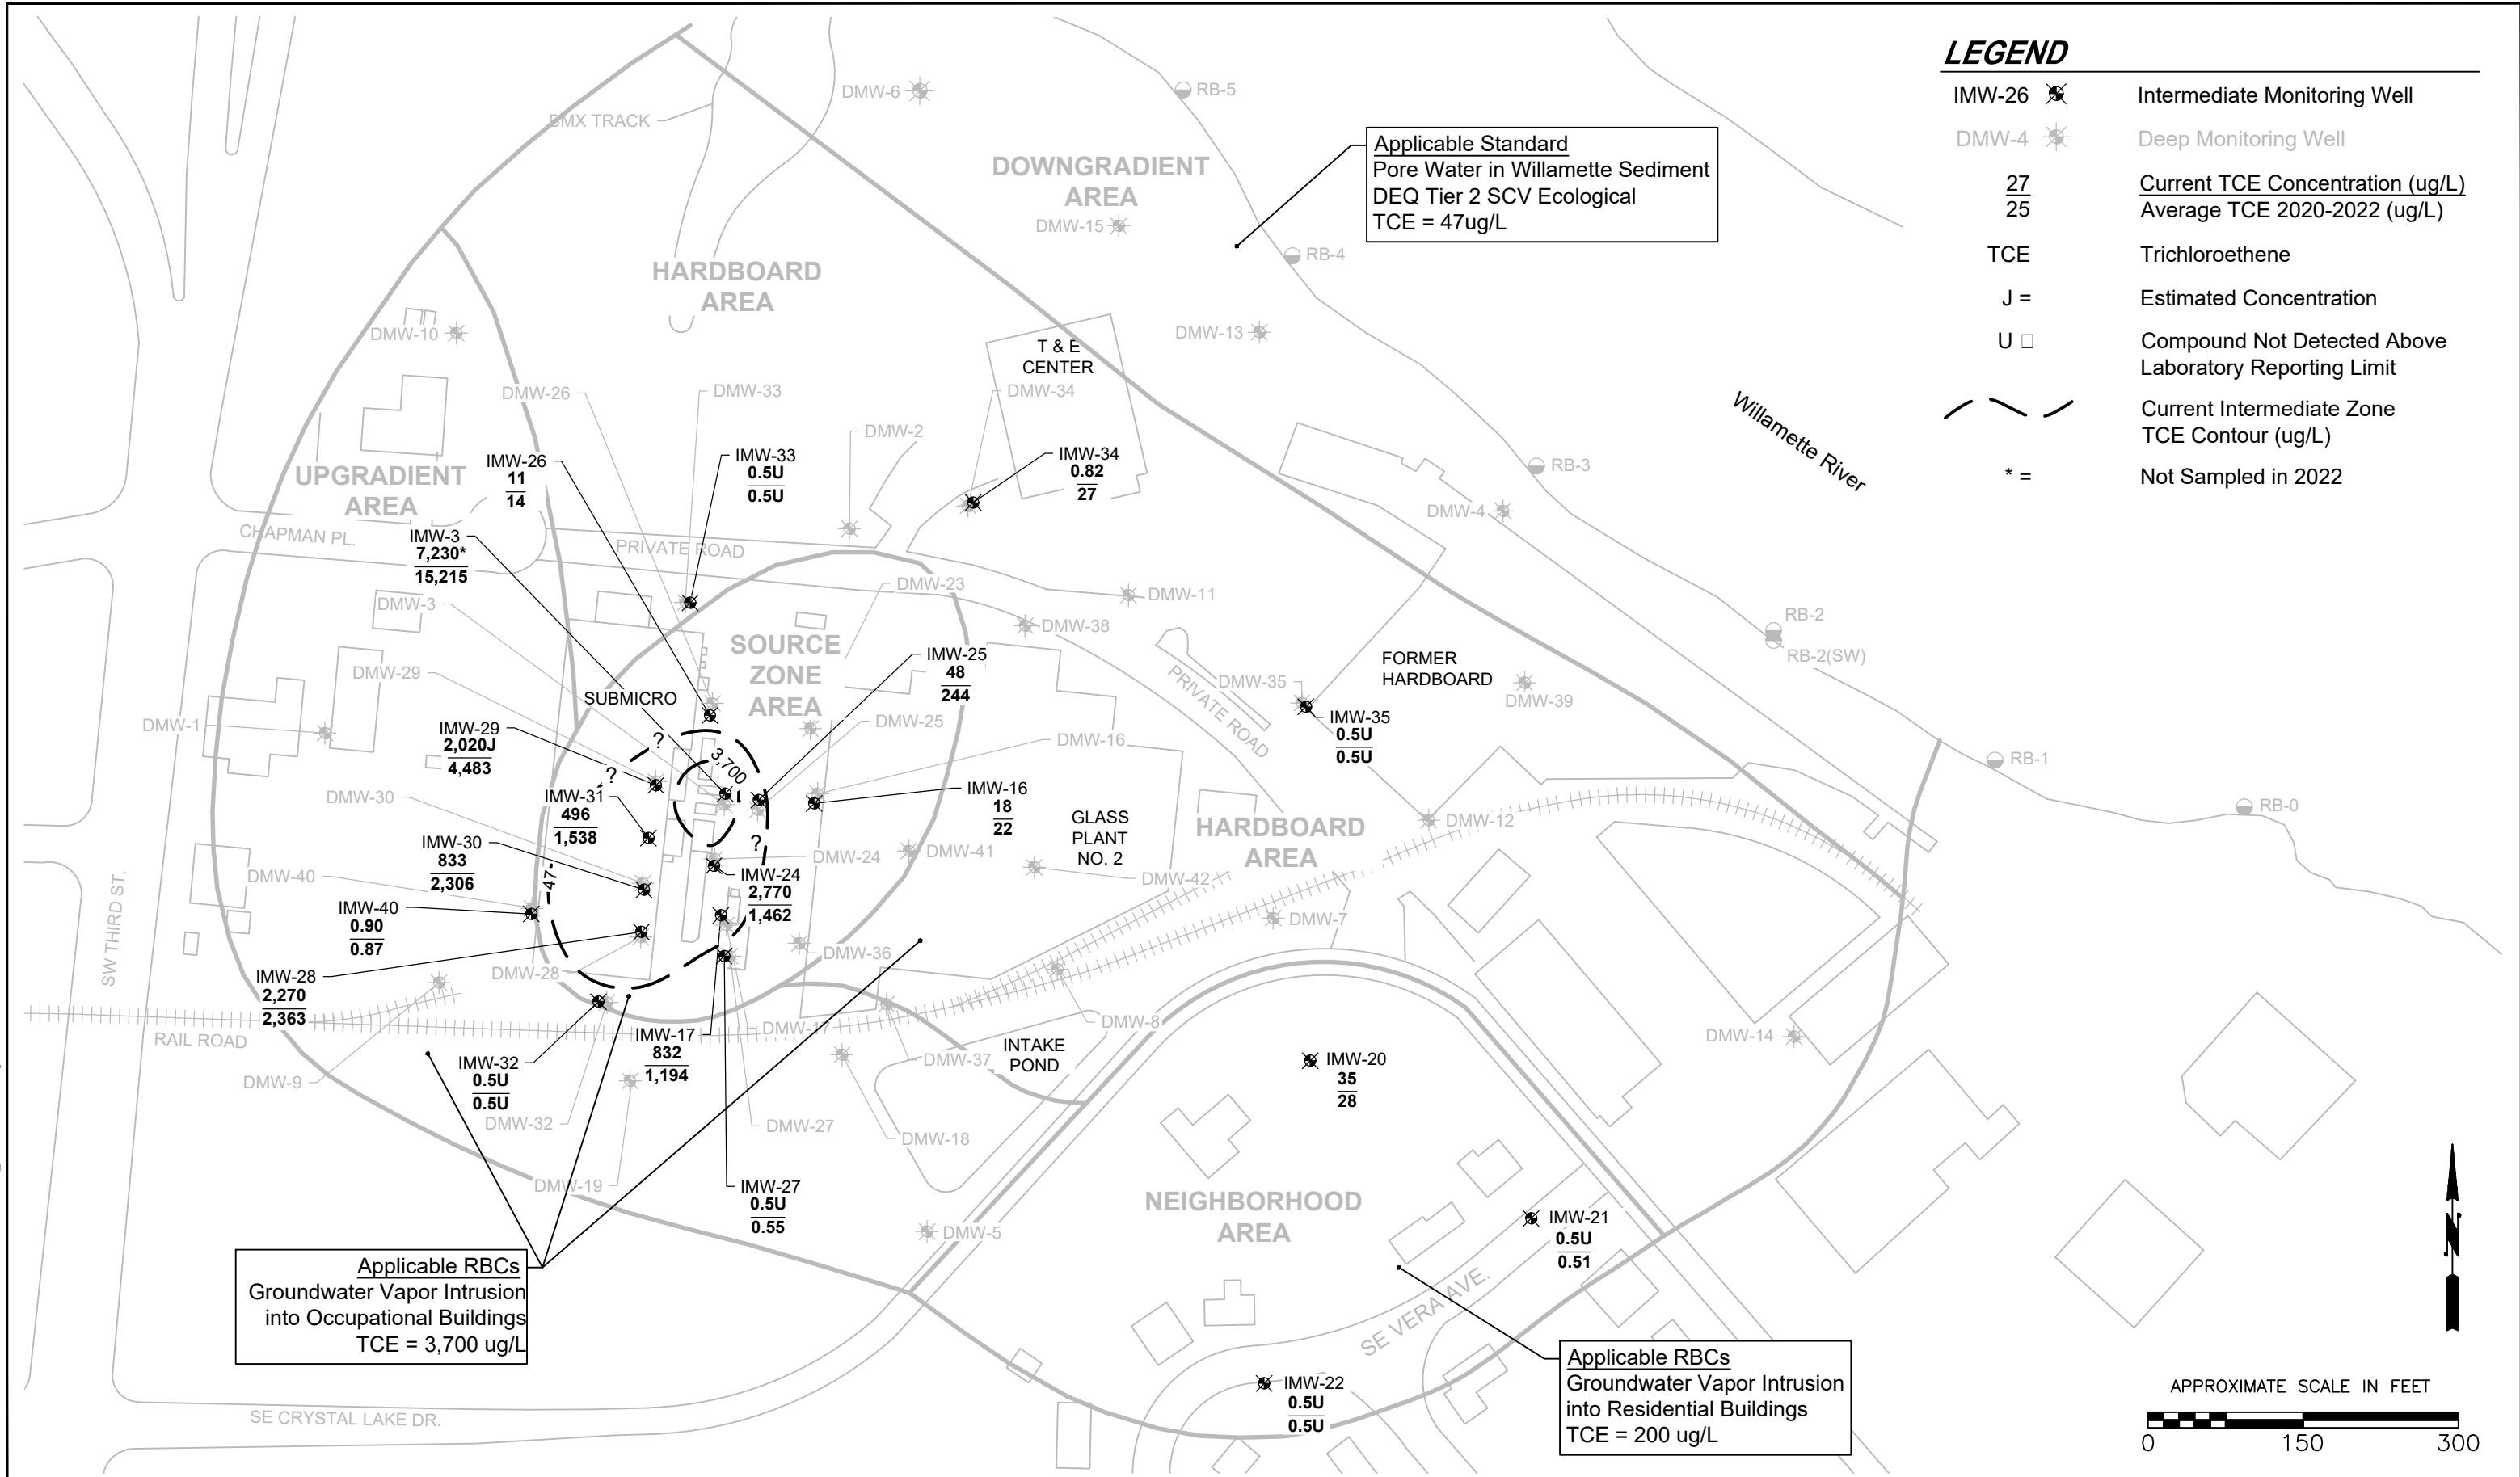 LEGEND
IMW-26 Intermediate Monitoring Well
DMW-4 Deep Monitoring Well
27 Current TCE Concentration (ug/L)
25 Average TCE 2020-2022 (ug/L)
TCE Trichloroethene
J = Estimated Concentration
U □ Compound Not Detected Above
Laboratory Reporting Limit
Current Intermediate Zone
TCE Contour (ug/L)
* = Not Sampled in 2022
DMW-6
RB-5
BMX TRACK
Applicable Standard
Pore Water in Willamette Sediment
DEQ Tier 2 SCV Ecological
TCE = 47ug/L
DOWNGRADIENT
AREA
DMW-15
RB-4
HARDBOARD
AREA
DMW-10
DMW-13
T & E
CENTER
DMW-26
DMW-33
DMW-34
DMW-2
Willamette River
IMW-26
11
14
IMW-33
0.5U
0.5U
IMW-34
0.82
27
RB-3
UPGRADIENT
AREA
DMW-4
CHAPMAN PL.
IMW-3
7,230*
15,215
PRIVATE ROAD
DMW-23
DMW-11
DMW-3
DMW-38
RB-2
RB-2(SW)
SOURCE
ZONE
AREA
IMW-25
48
244
FORMER
HARDBOARD
DMW-29
SUBMICRO
PRIVATE ROAD
DMW-35
DMW-39
DMW-1
IMW-29
2,020J
4,483
DMW-25
IMW-35
0.5U
0.5U
DMW-16
?
?
3,700
RB-1
DMW-30
IMW-31
496
1,538
IMW-16
18
22
RB-0
GLASS
PLANT
NO. 2
HARDBOARD
AREA
DMW-12
IMW-30
833
2,306
?
DMW-24
DMW-41
DMW-40
47
IMW-24
2,770
1,462
DMW-42
IMW-40
0.90
0.87
DMW-7
SW THIRD ST.
DMW-36
IMW-28
2,270
2,363
DMW-28
RAIL ROAD
IMW-17
832
1,194
DMW-17
DMW-8
DMW-14
INTAKE
POND
DMW-37
IMW-20
35
28
DMW-9
IMW-32
0.5U
0.5U
DMW-32
DMW-27
DMW-18
DMW-19
IMW-27
0.5U
0.55
NEIGHBORHOOD
AREA
IMW-21
0.5U
0.51
DMW-5
Applicable RBCs
Groundwater Vapor Intrusion
into Occupational Buildings
TCE = 3,700 ug/L
SE VERA AVE.
Applicable RBCs
Groundwater Vapor Intrusion
into Residential Buildings
TCE = 200 ug/L
IMW-22
0.5U
0.5U
SE CRYSTAL LAKE DR.
N
APPROXIMATE SCALE IN FEET
0 150 300